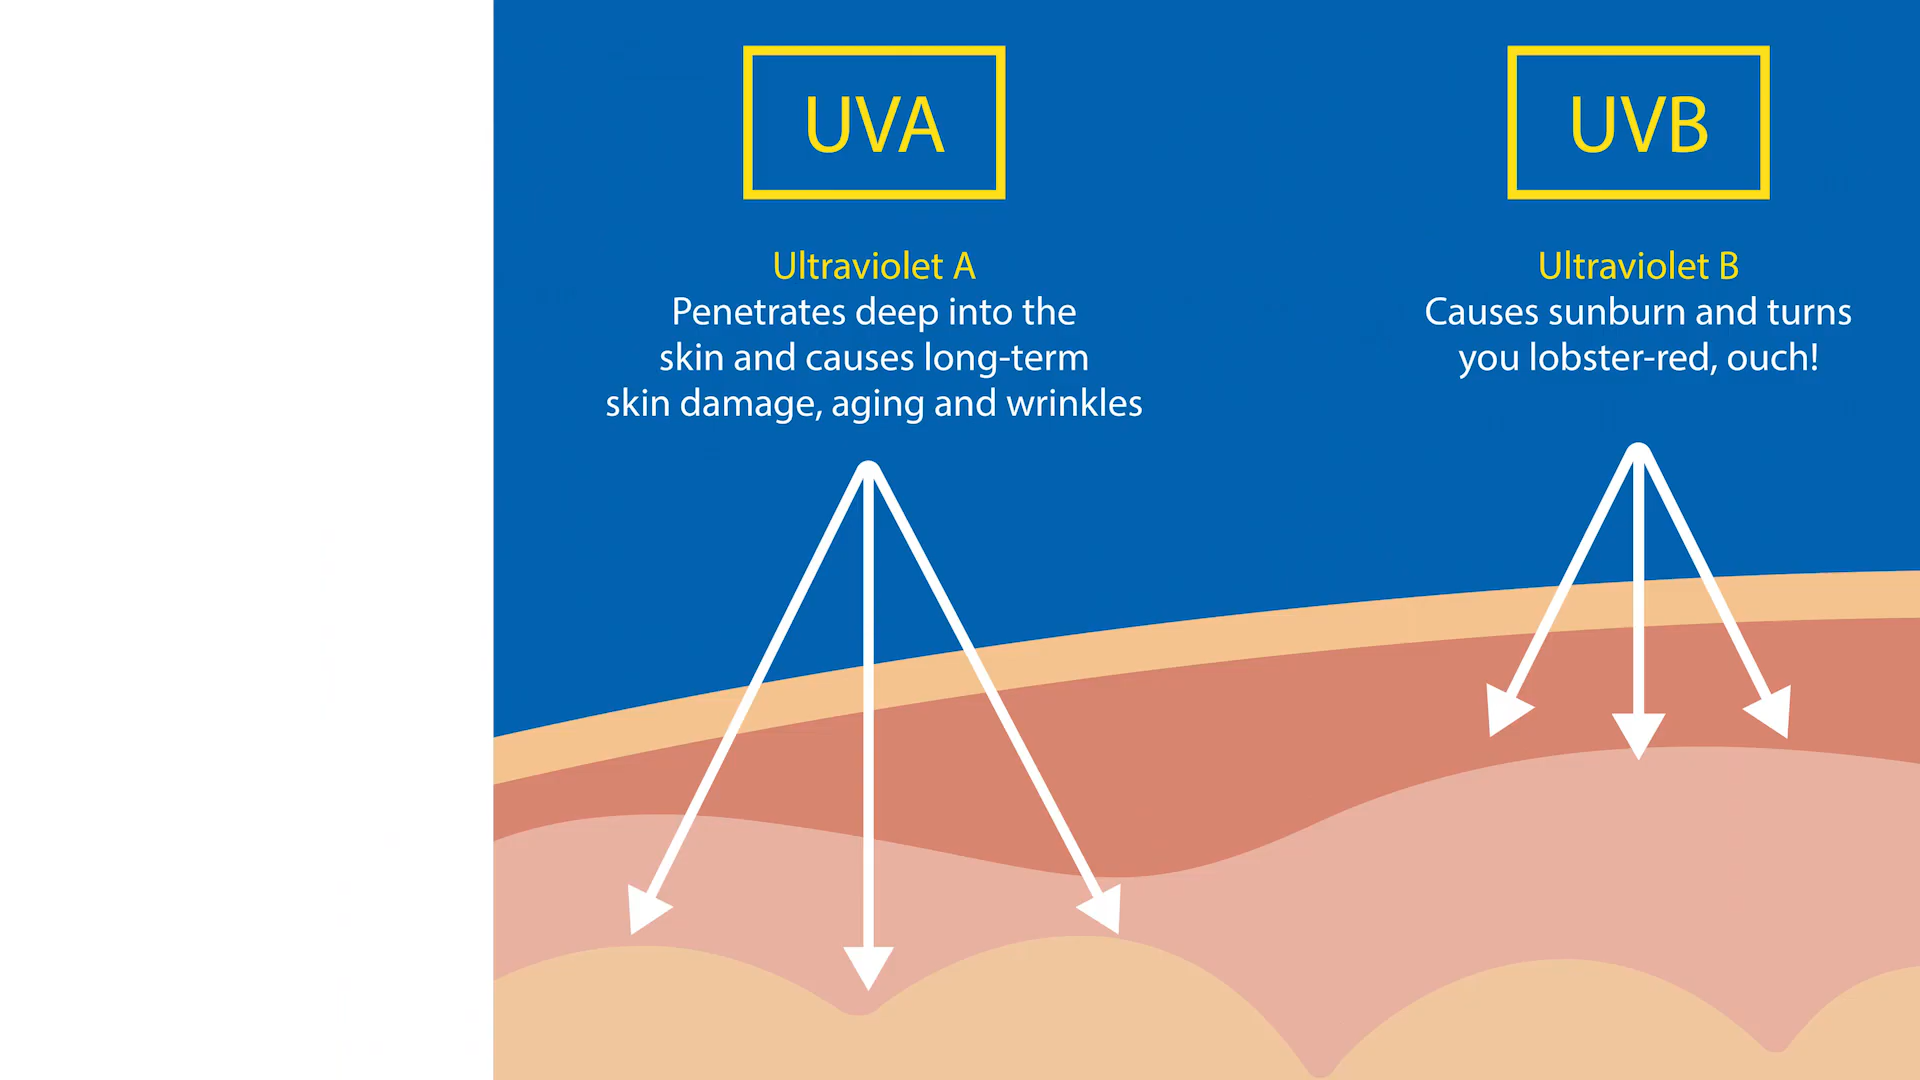 UVA
Ultraviolet A
Penetrates deep into the
skin and causes long-term
skin damage, aging and wrinkles
UVB
Ultraviolet B
Causes sunburn and turns
you lobster-red, ouch!